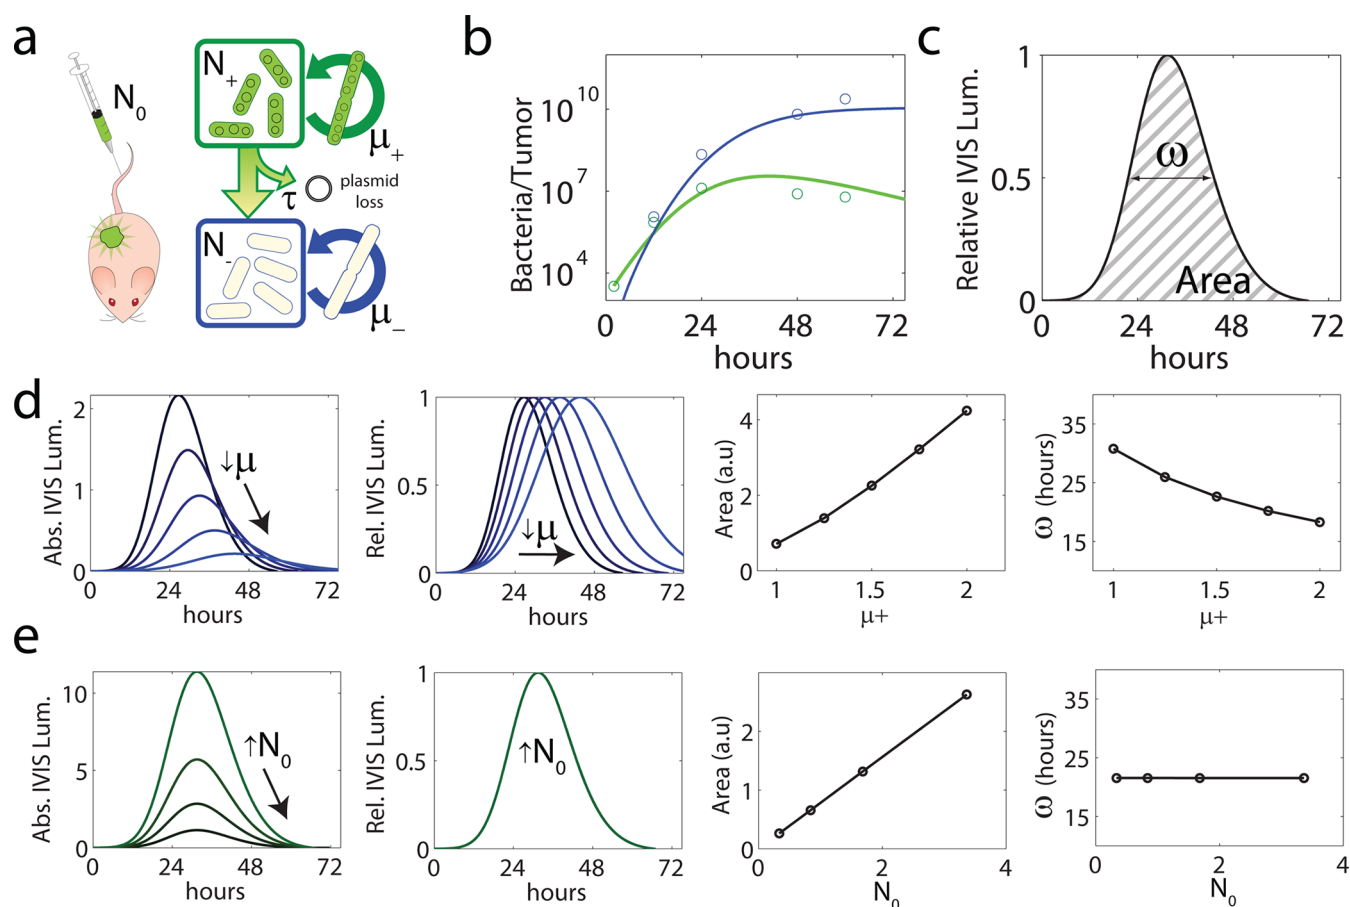 a
N0
N+
μ+
τ
plasmid
loss
N-
μ–
b
Bacteria/Tumor
10^10
10^7
10^4
0 24 48 72
hours
c
Relative IVIS Lum.
1
0.5
0
ω
Area
0 24 48 72
hours
d
Abs. IVIS Lum.
2
1
0
↓μ
0 24 48 72
hours
Rel. IVIS Lum.
1
0.5
0
↓μ
0 24 48 72
hours
Area (a.u)
4
2
0
1 1.5 2
μ+
ω (hours)
35
25
15
1 1.5 2
μ+
e
Abs. IVIS Lum.
10
5
0
↑N0
0 24 48 72
hours
Rel. IVIS Lum.
1
0.5
0
↑N0
0 24 48 72
hours
Area (a.u)
2
1
0
0 2 4
N0
ω (hours)
35
25
15
0 2 4
N0